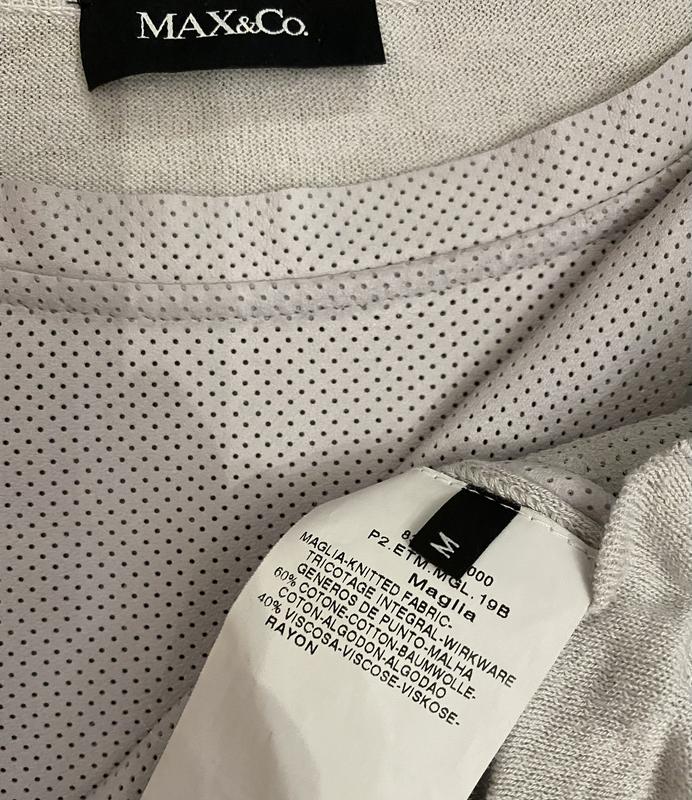 MAX&Co.
M
000
P2.ETM.MGL.19B
Maglia
MAGLIA-KNITTED FABRIC-
TRICOTAGE INTEGRAL-WIRKWARE
GENEROS DE PUNTO-MALHA
60% COTONE-COTTON-BAUMWOLLE-
COTON-ALGODON-ALGODAO
40% VISCOSA-VISCOSE-VISKOSE-
RAYON